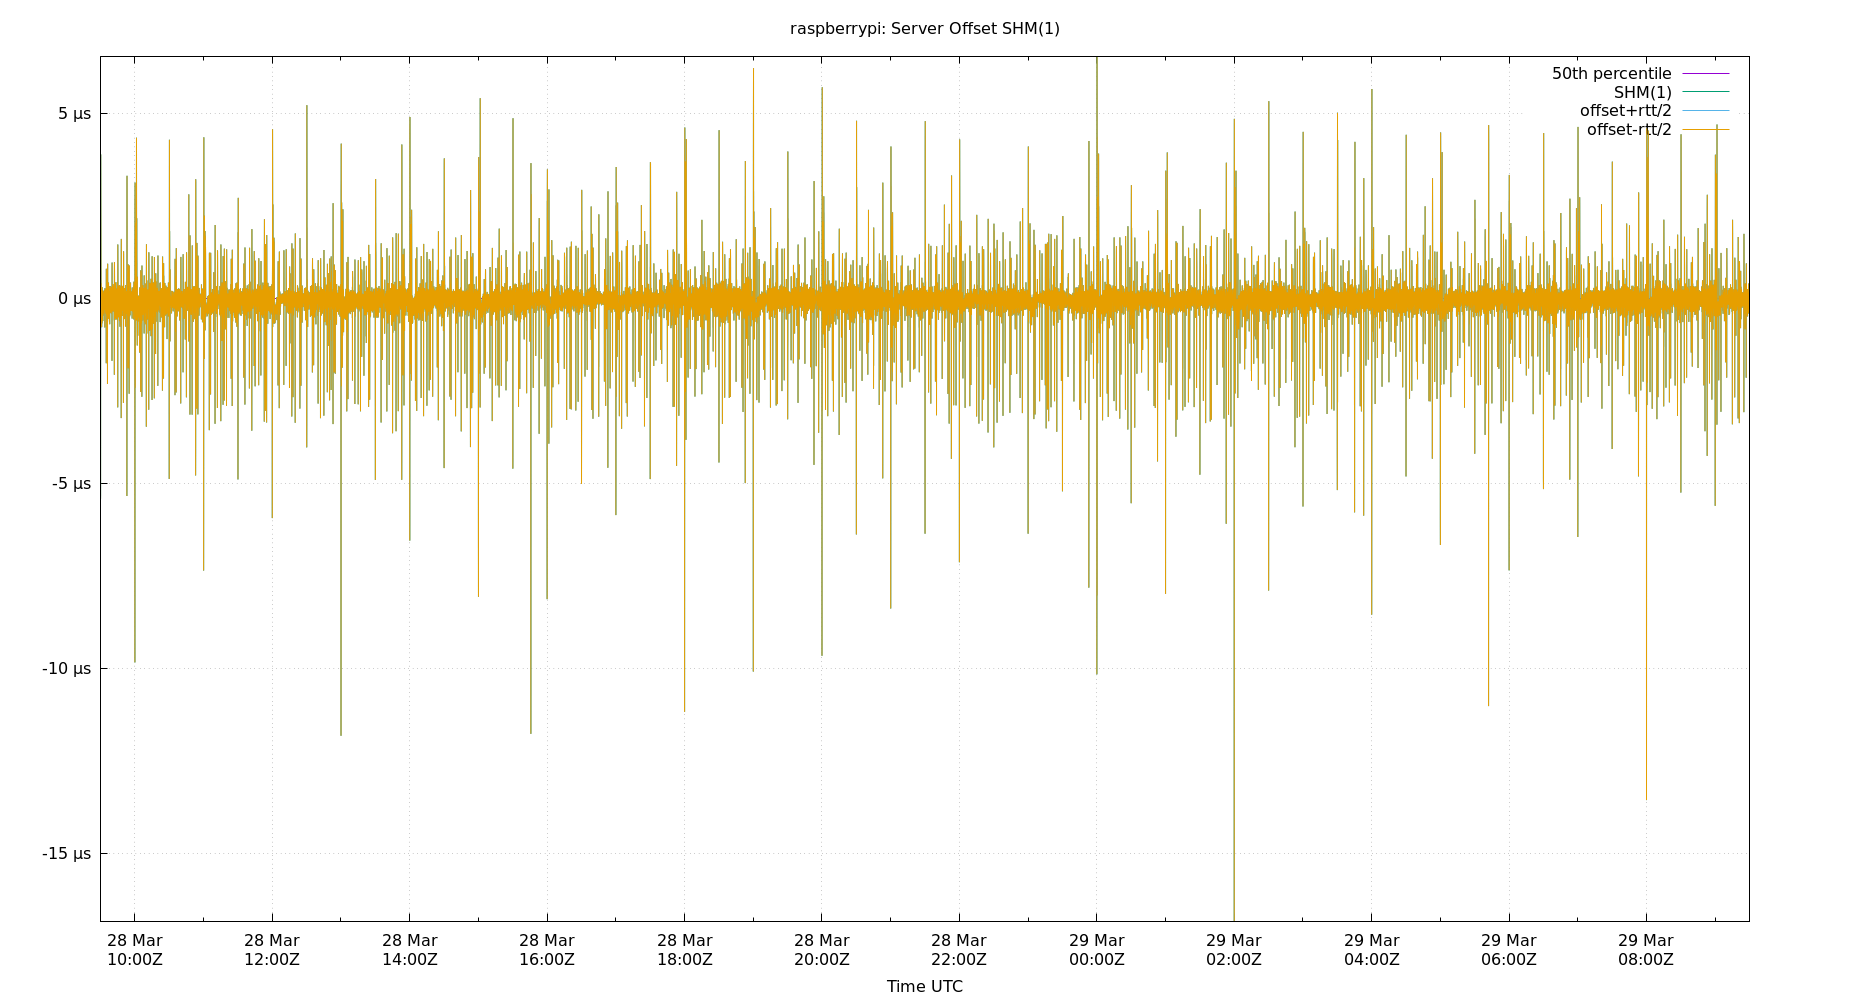 raspberrypi: Server Offset SHM(1)
50th percentile
SHM(1)
offset+rtt/2
offset-rtt/2
5 µs
0 µs
-5 µs
-10 µs
-15 µs
28 Mar 28 Mar 28 Mar 28 Mar 28 Mar 28 Mar 28 Mar 29 Mar 29 Mar 29 Mar 29 Mar 29 Mar
10:00Z 12:00Z 14:00Z 16:00Z 18:00Z 20:00Z 22:00Z 00:00Z 02:00Z 04:00Z 06:00Z 08:00Z
Time UTC